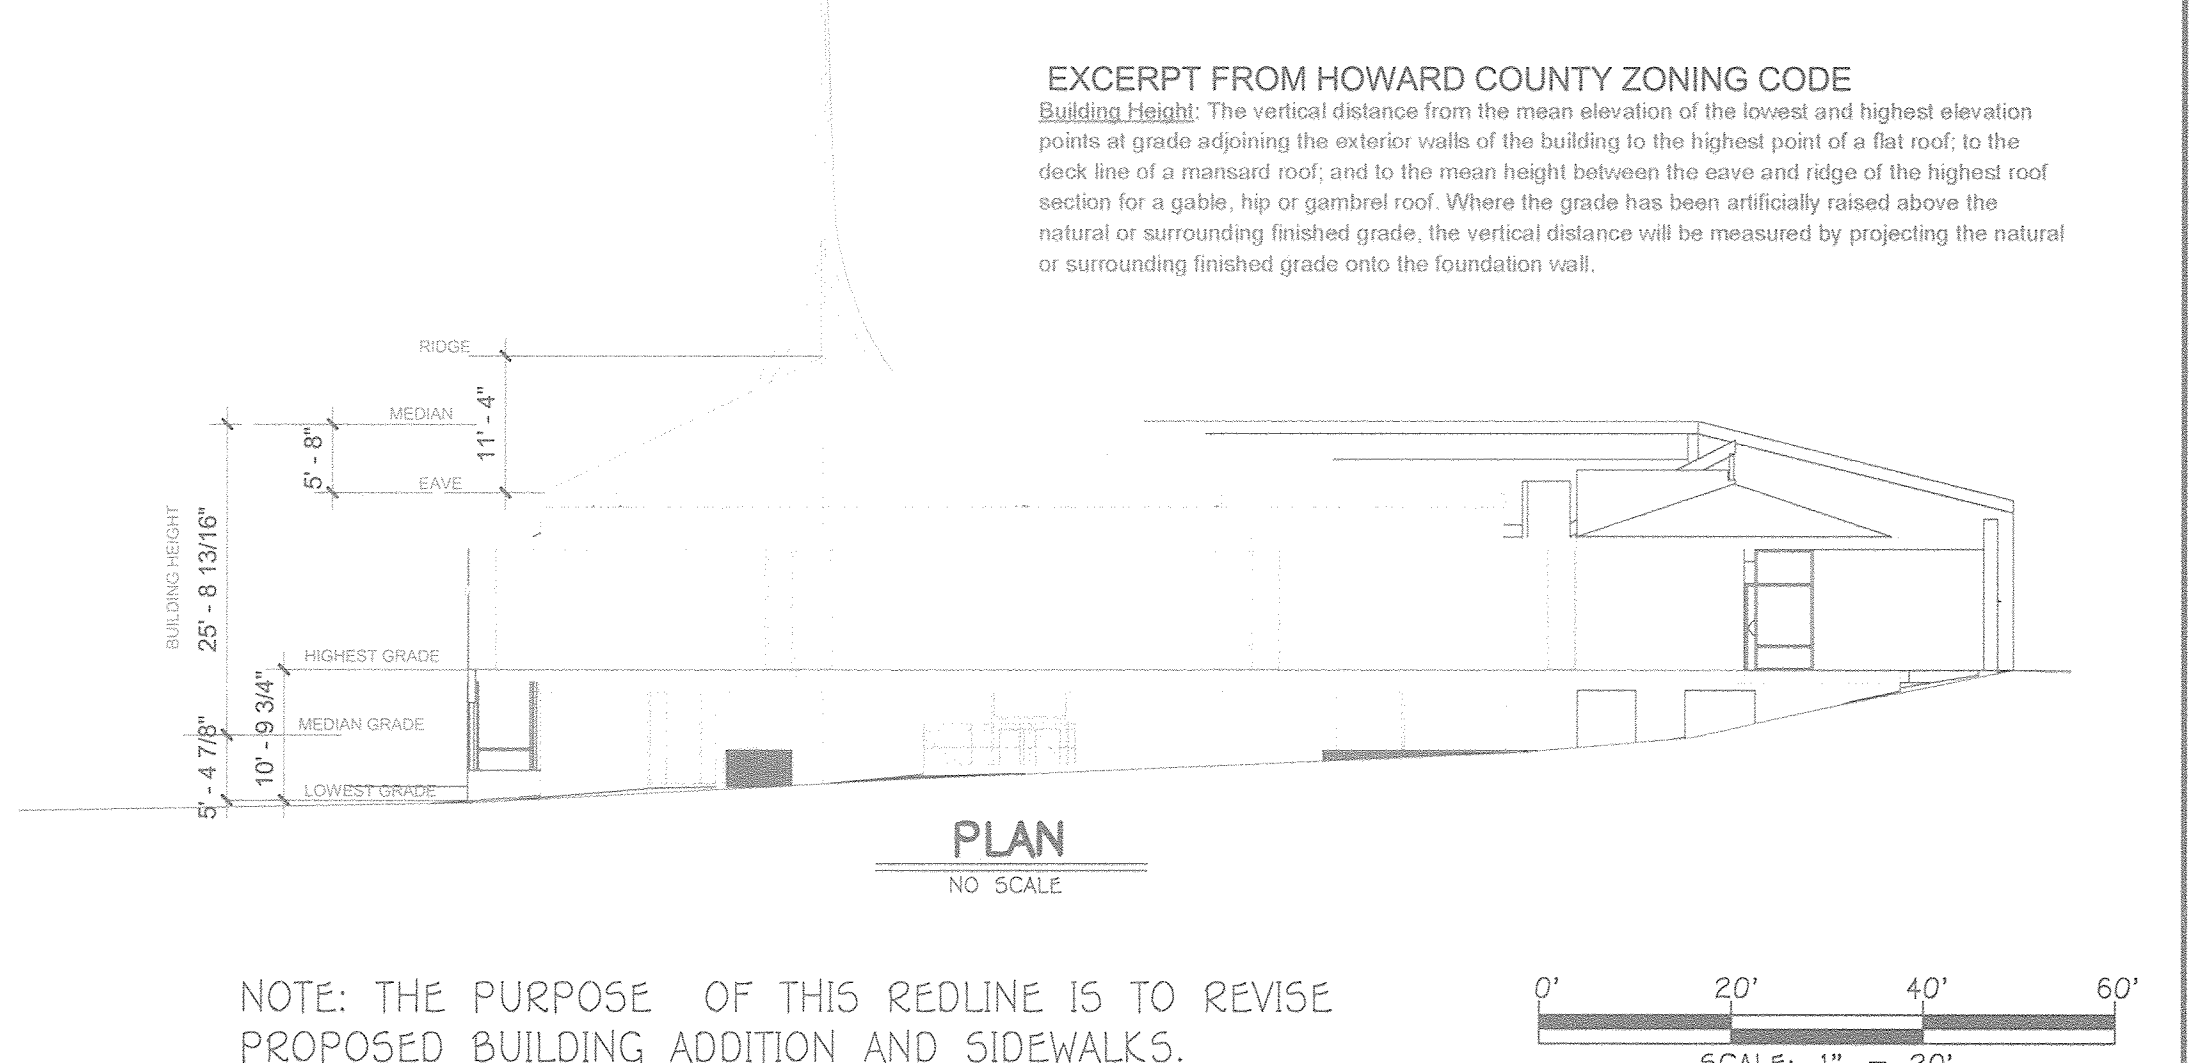 EXCERPT FROM HOWARD COUNTY ZONING CODE
Building Height: The vertical distance from the mean elevation of the lowest and highest elevation
points at grade adjoining the exterior walls of the building to the highest point of a flat roof; to the
deck line of a mansard roof; and to the mean height between the eave and ridge of the highest roof
section for a gable, hip or gambrel roof. Where the grade has been artificially raised above the
natural or surrounding finished grade, the vertical distance will be measured by projecting the natural
or surrounding finished grade onto the foundation wall.
RIDGE
MEDIAN
EAVE
11' - 4"
5' - 8"
BUILDING HEIGHT
25' - 8 13/16"
HIGHEST GRADE
MEDIAN GRADE
LOWEST GRADE
10' - 9 3/4"
5' - 4 7/8"
PLAN
NO SCALE
NOTE: THE PURPOSE OF THIS REDLINE IS TO REVISE
PROPOSED BUILDING ADDITION AND SIDEWALKS.
0' 20' 40' 60'
SCALE: 1" = 20'